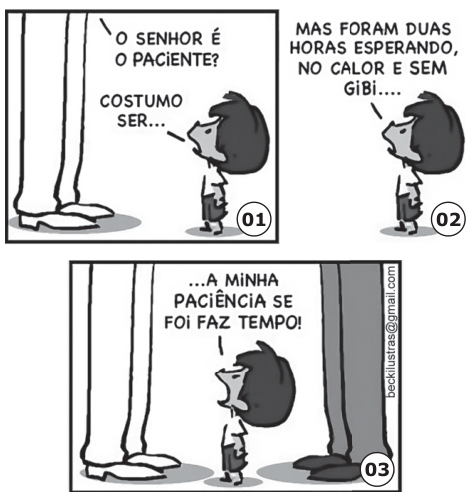 O SENHOR É
O PACiENTE?
COSTUMO
SER...
01
MAS FORAM DUAS
HORAS ESPERANDO,
NO CALOR E SEM
GiBi....
02
...A MiNHA
PACiÊNCiA SE
FOi FAZ TEMPO!
beckilustras@gmail.com
03